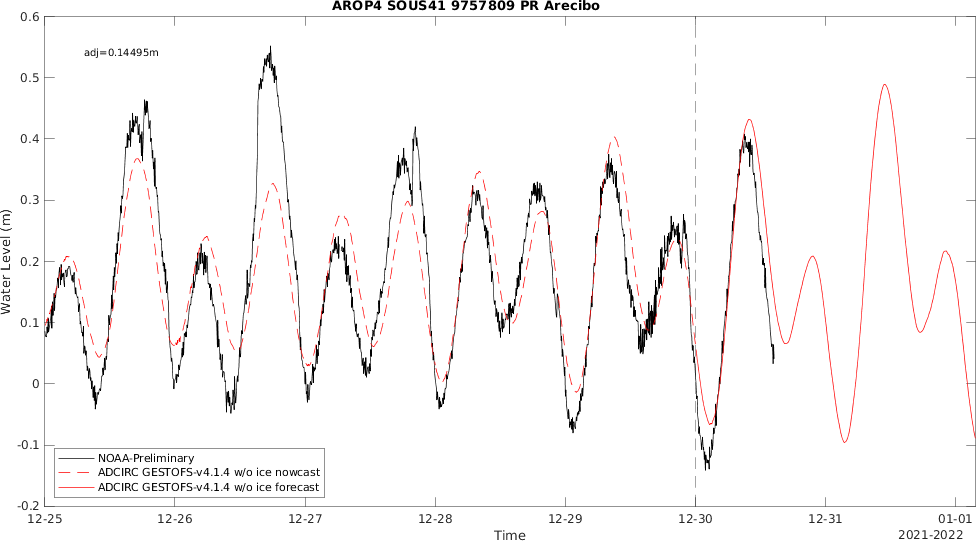 AROP4 SOUS41 9757809 PR Arecibo
0.6
adj=0.14495m
0.5
0.4
0.3
0.2
0.1
0
-0.1
-0.2
Water Level (m)
NOAA-Preliminary
ADCIRC GESTOFS-v4.1.4 w/o ice nowcast
ADCIRC GESTOFS-v4.1.4 w/o ice forecast
12-25 12-26 12-27 12-28 12-29 12-30 12-31 01-01
Time
2021-2022